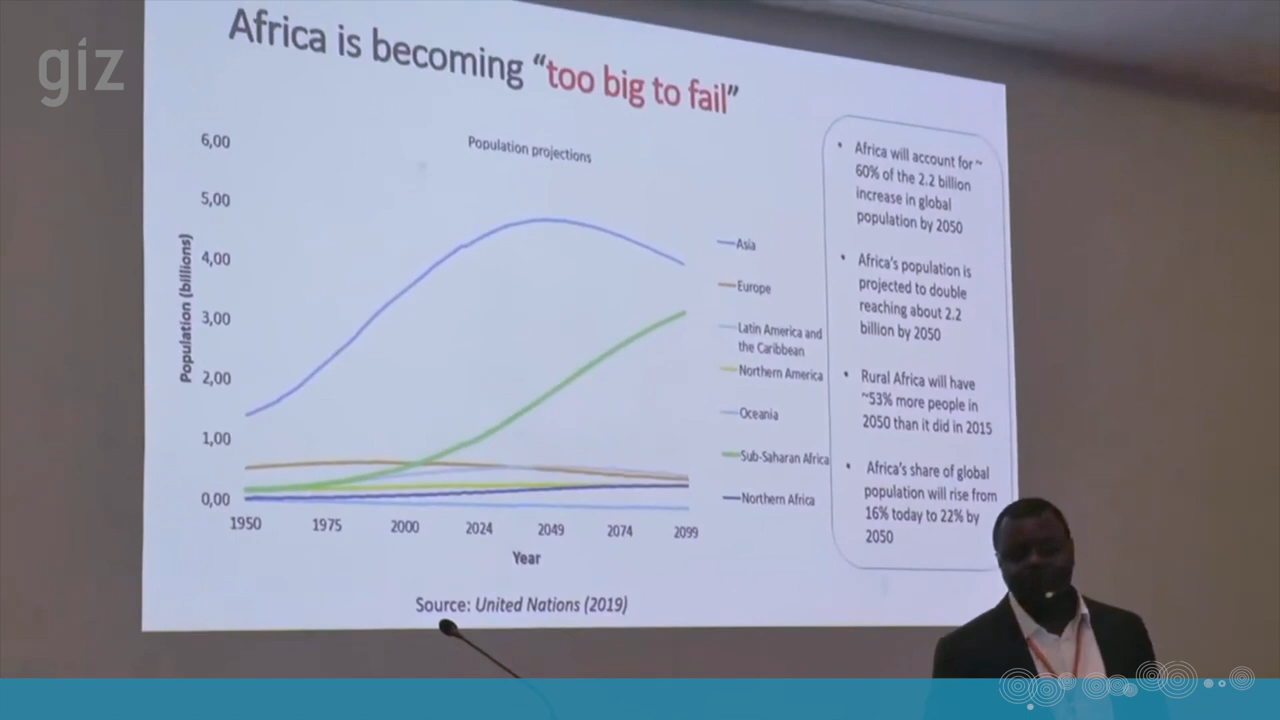 giz
Africa is becoming “too big to fail”
Population projections
6,00
5,00
4,00
3,00
2,00
1,00
0,00
Population (billions)
1950 1975 2000 2024 2049 2074 2099
Year
Asia
Europe
Latin America and
the Caribbean
Northern America
Oceania
Sub-Saharan Africa
Northern Africa
Source: United Nations (2019)
• Africa will account for ~
60% of the 2.2 billion
increase in global
population by 2050
• Africa's population is
projected to double
reaching about 2.2
billion by 2050
• Rural Africa will have
~53% more people in
2050 than it did in 2015
• Africa's share of global
population will rise from
16% today to 22% by
2050